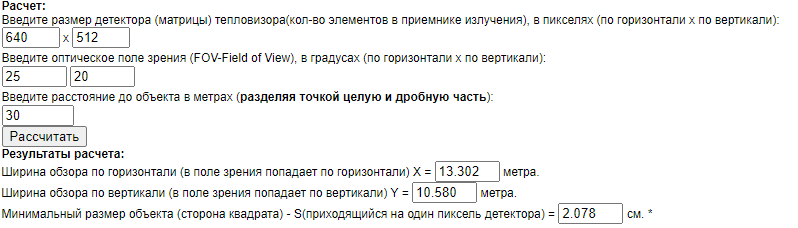 Расчет:
Введите размер детектора (матрицы) тепловизора(кол-во элементов в приемнике излучения), в пикселях (по горизонтали x по вертикали):
640 x 512
Введите оптическое поле зрения (FOV-Field of View), в градусах (по горизонтали x по вертикали):
25 20
Введите расстояние до объекта в метрах (разделяя точкой целую и дробную часть):
30
Рассчитать
Результаты расчета:
Ширина обзора по горизонтали (в поле зрения попадает по горизонтали) X = 13.302 метра.
Ширина обзора по вертикали (в поле зрения попадает по вертикали) Y = 10.580 метра.
Минимальный размер объекта (сторона квадрата) - S(приходящийся на один пиксель детектора) = 2.078 см. *